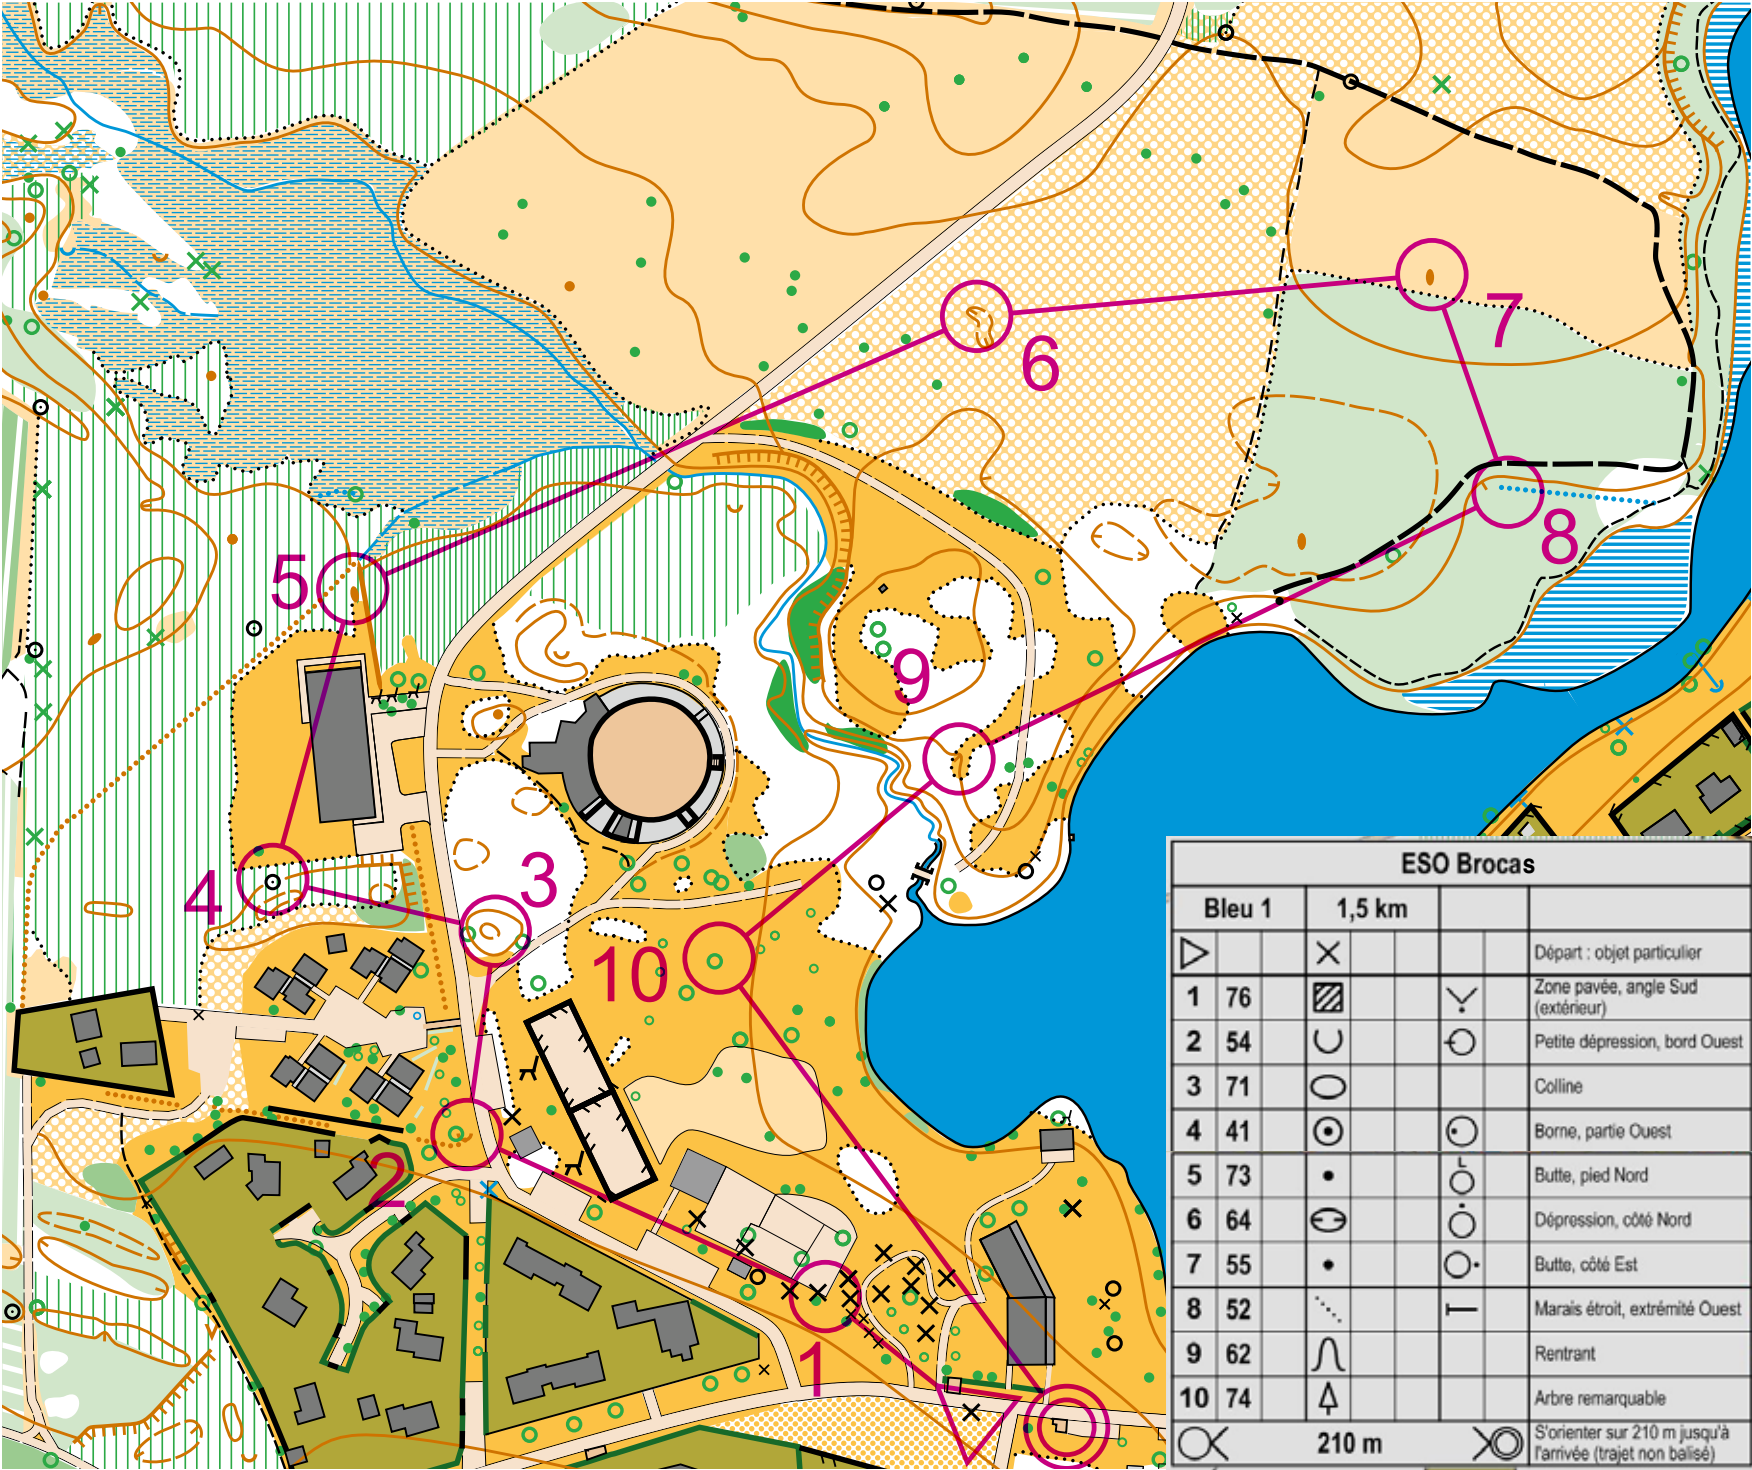 5
6
7
8
9
3
4
10
2
1
ESO Brocas
Bleu 1 1,5 km
Départ : objet particulier
1 76 Zone pavée, angle Sud
(extérieur)
2 54 Petite dépression, bord Ouest
3 71 Colline
4 41 Borne, partie Ouest
5 73 Butte, pied Nord
6 64 Dépression, côté Nord
7 55 Butte, côté Est
8 52 Marais étroit, extrémité Ouest
9 62 Rentrant
10 74 Arbre remarquable
210 m S'orienter sur 210 m jusqu'à
l'arrivée (trajet non balisé)